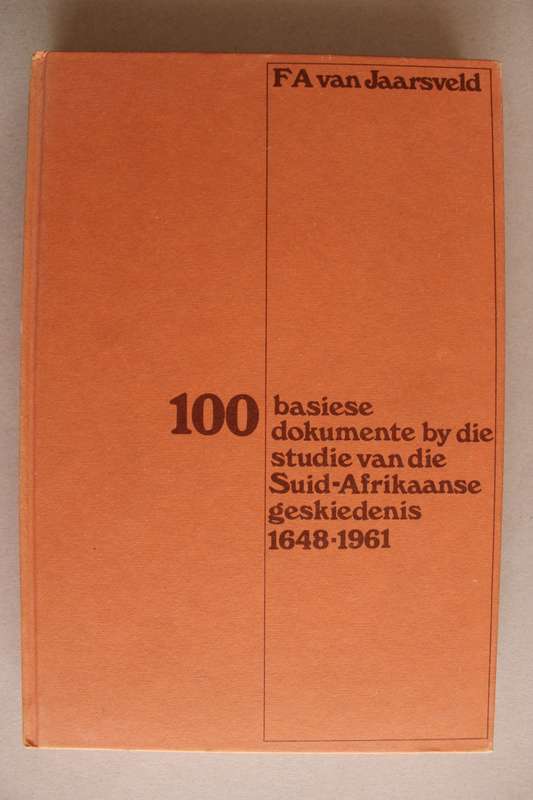 F A van Jaarsveld
100 basiese
dokumente by die
studie van die
Suid-Afrikaanse
geskiedenis
1648-1961